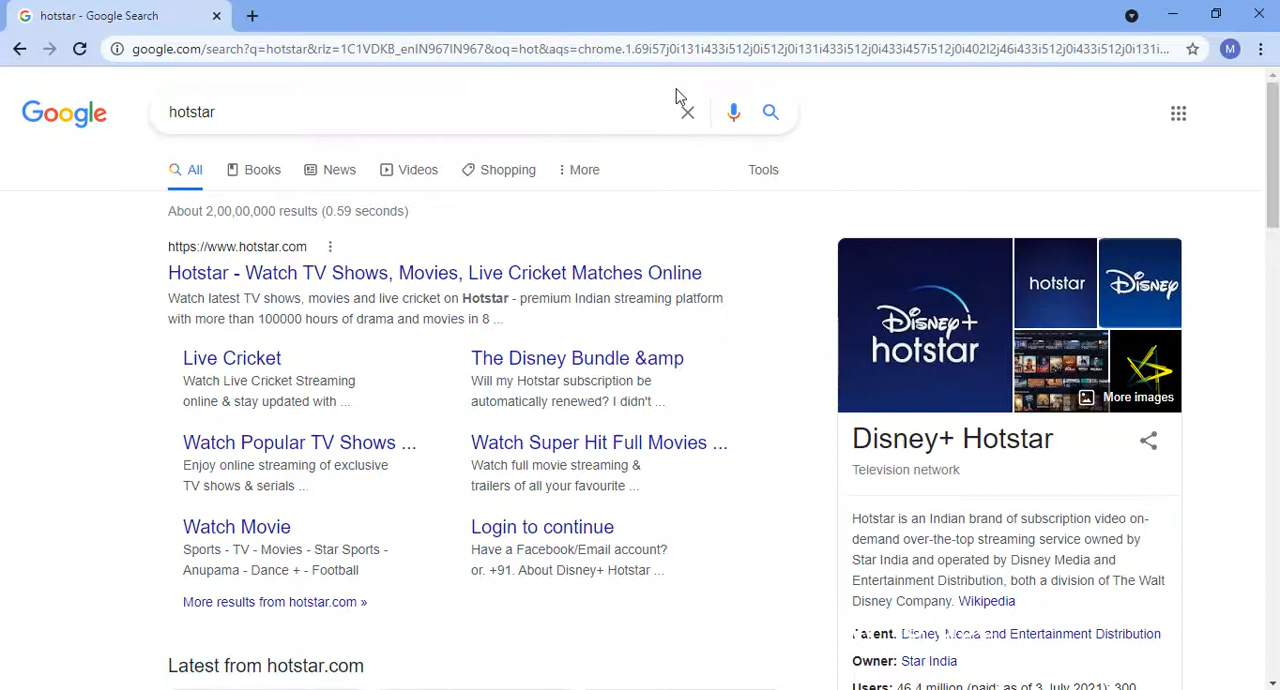 hotstar - Google Search
google.com/search?q=hotstar&rlz=1C1VDKB_enIN967IN967&oq=hot&aqs=chrome.1.69i57j0i131i433i512j0i512j0i131i433i512j0i433i457i512j0i402l2j46i433i512j0i512j0i131i...
M
Google
hotstar
All
Books
News
Videos
Shopping
More
Tools
About 2,00,00,000 results (0.59 seconds)
https://www.hotstar.com
Hotstar - Watch TV Shows, Movies, Live Cricket Matches Online
Watch latest TV shows, movies and live cricket on Hotstar - premium Indian streaming platform
with more than 100000 hours of drama and movies in 8 ...
Live Cricket
Watch Live Cricket Streaming
online & stay updated with ...
The Disney Bundle &amp
Will my Hotstar subscription be
automatically renewed? I didn't ...
Watch Popular TV Shows ...
Enjoy online streaming of exclusive
TV shows & serials ...
Watch Super Hit Full Movies ...
Watch full movie streaming &
trailers of all your favourite ...
Watch Movie
Sports - TV - Movies - Star Sports -
Anupama - Dance + - Football
Login to continue
Have a Facebook/Email account?
or. +91. About Disney+ Hotstar ...
More results from hotstar.com »
Latest from hotstar.com
Disney+
hotstar
hotstar
Disney
More images
Disney+ Hotstar
Television network
Hotstar is an Indian brand of subscription video on-
demand over-the-top streaming service owned by
Star India and operated by Disney Media and
Entertainment Distribution, both a division of The Walt
Disney Company. Wikipedia
Parent: Disney Media and Entertainment Distribution
Owner: Star India
Users: 46.4 million (paid; as of 3 July 2021); 300